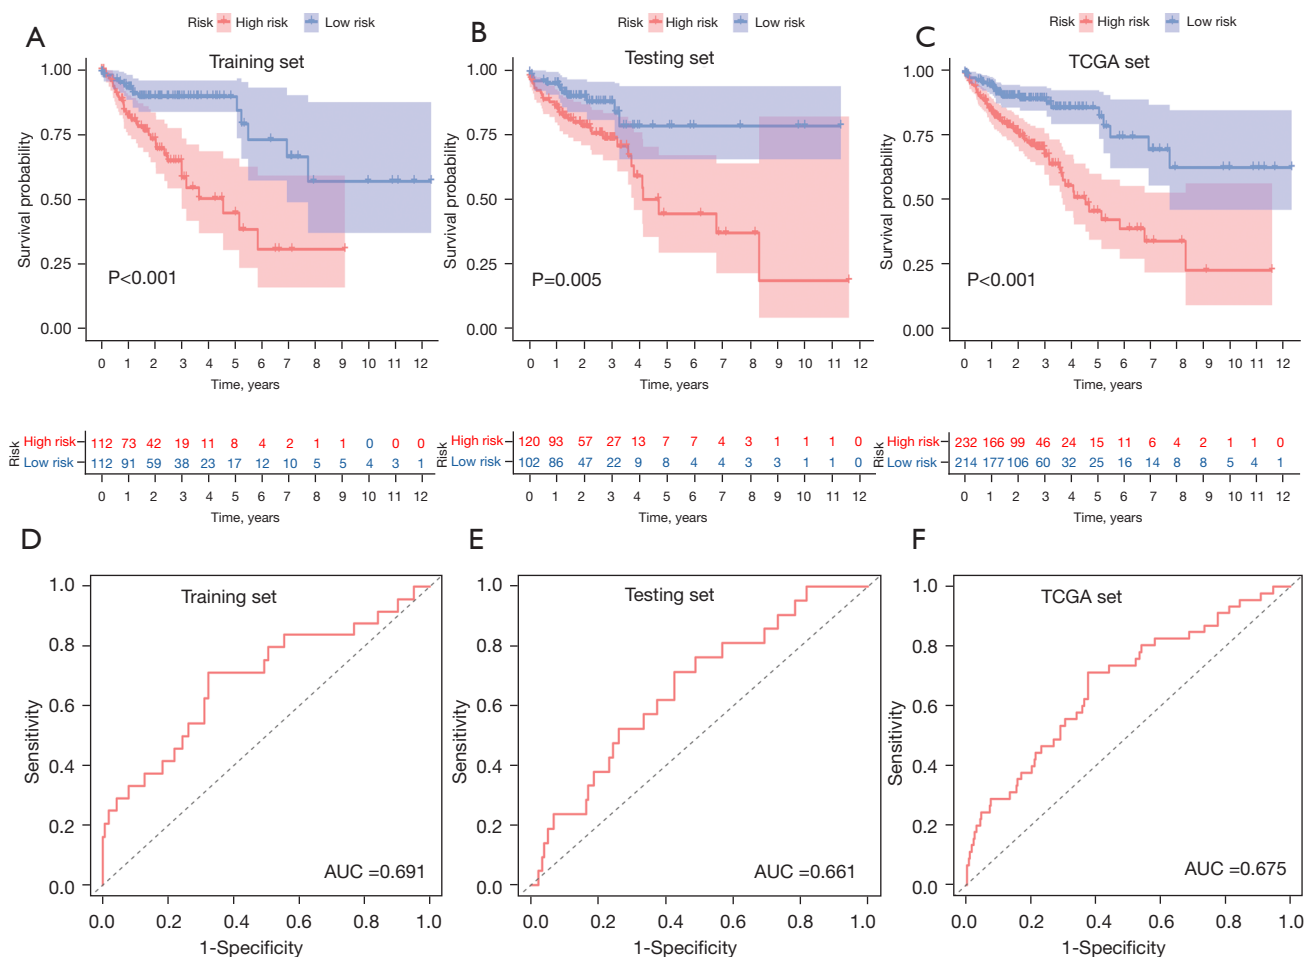 Risk High risk Low risk
Risk High risk Low risk
Risk High risk Low risk
A
Training set
Survival probability
1.00
0.75
0.50
0.25
0.00
P<0.001
0 1 2 3 4 5 6 7 8 9 10 11 12
Time, years
B
Testing set
Survival probability
1.00
0.75
0.50
0.25
0.00
P=0.005
0 1 2 3 4 5 6 7 8 9 10 11 12
Time, years
C
TCGA set
Survival probability
1.00
0.75
0.50
0.25
0.00
P<0.001
0 1 2 3 4 5 6 7 8 9 10 11 12
Time, years
Risk
High risk 112 73 42 19 11 8 4 2 1 1 0 0 0
Low risk 112 91 59 38 23 17 12 10 5 5 4 3 1
0 1 2 3 4 5 6 7 8 9 10 11 12
Time, years
Risk
High risk 120 93 57 27 13 7 7 4 3 1 1 1 0
Low risk 102 86 47 22 9 8 4 4 3 3 1 1 0
0 1 2 3 4 5 6 7 8 9 10 11 12
Time, years
Risk
High risk 232 166 99 46 24 15 11 6 4 2 1 1 0
Low risk 214 177 106 60 32 25 16 14 8 8 5 4 1
0 1 2 3 4 5 6 7 8 9 10 11 12
Time, years
D
Training set
Sensitivity
1.0
0.8
0.6
0.4
0.2
0.0
AUC =0.691
0.0 0.2 0.4 0.6 0.8 1.0
1-Specificity
E
Testing set
Sensitivity
1.0
0.8
0.6
0.4
0.2
0.0
AUC =0.661
0.0 0.2 0.4 0.6 0.8 1.0
1-Specificity
F
TCGA set
Sensitivity
1.0
0.8
0.6
0.4
0.2
0.0
AUC =0.675
0.0 0.2 0.4 0.6 0.8 1.0
1-Specificity